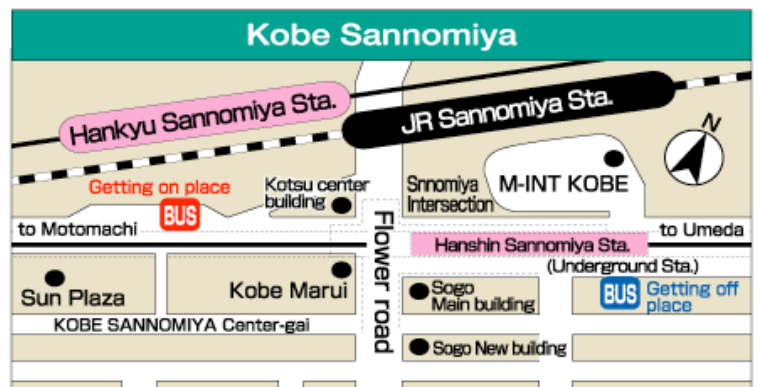 Kobe Sannomiya
Hankyu Sannomiya Sta.
JR Sannomiya Sta.
N
Getting on place
BUS
Kotsu center
building
Snnomiya
Intersection
M-INT KOBE
to Motomachi
Flower road
to Umeda
Hanshin Sannomiya Sta.
(Underground Sta.)
Sun Plaza
Kobe Marui
Sogo
Main building
BUS
Getting off
place
KOBE SANNOMIYA Center-gai
Sogo New building